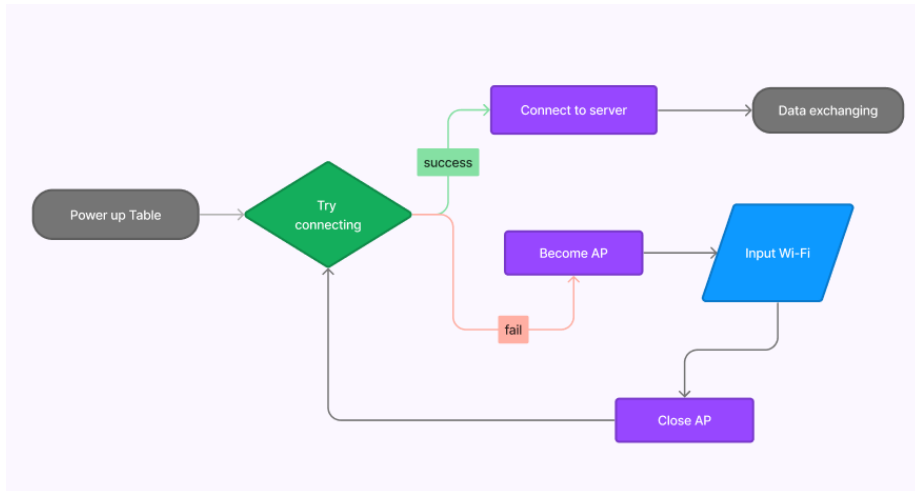 Connect to server
Data exchanging
success
Power up Table
Try
connecting
Become AP
Input Wi-Fi
fail
Close AP